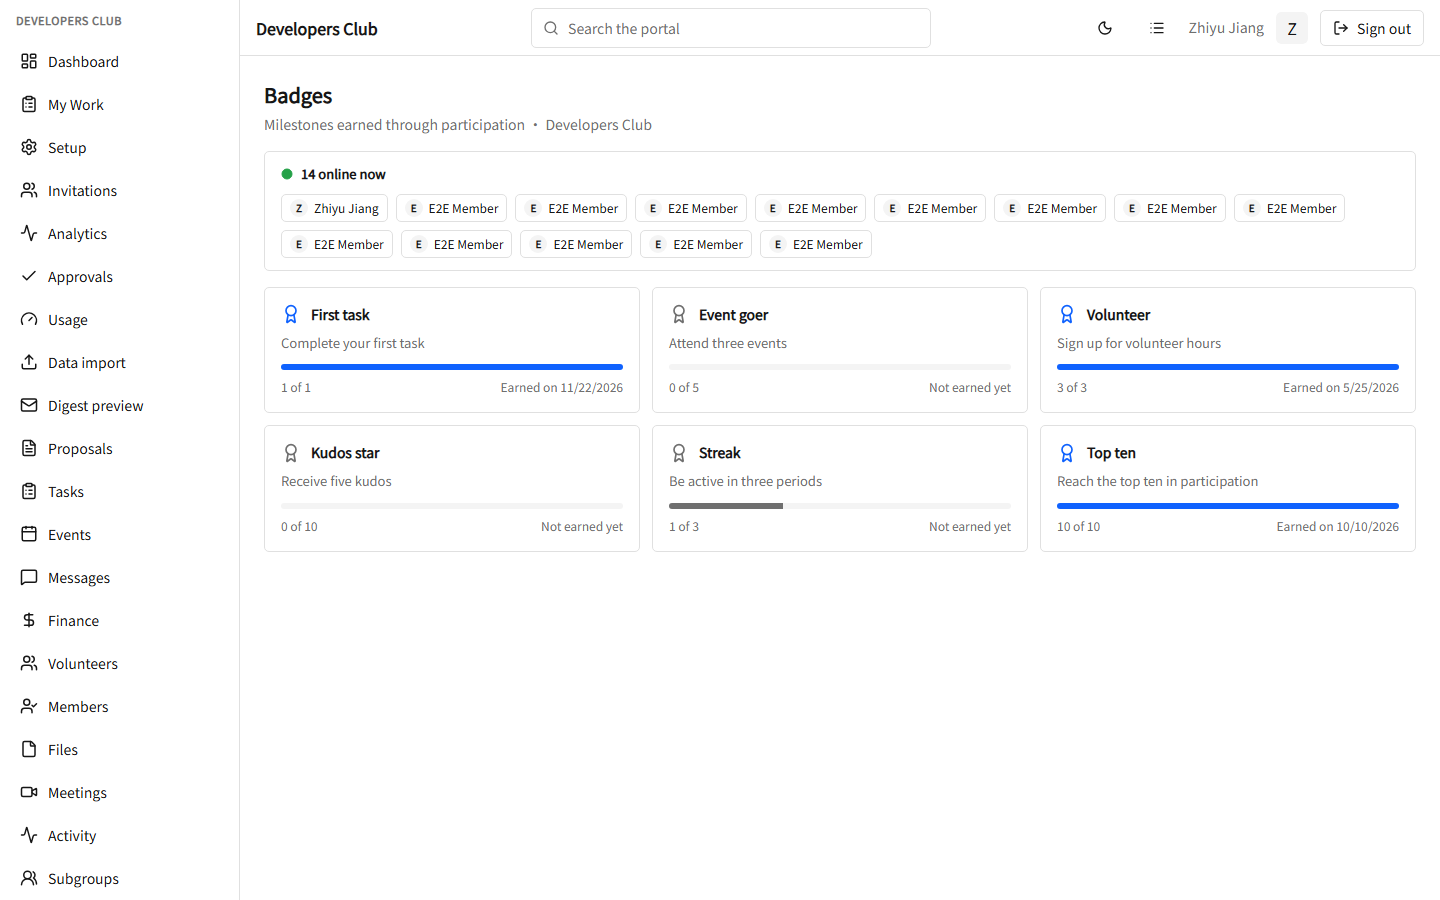 DEVELOPERS CLUB
Dashboard
My Work
Setup
Invitations
Analytics
Approvals
Usage
Data import
Digest preview
Proposals
Tasks
Events
Messages
Finance
Volunteers
Members
Files
Meetings
Activity
Subgroups
Developers Club
Search the portal
Zhiyu Jiang
Z
Sign out
Badges
Milestones earned through participation • Developers Club
14 online now
Z Zhiyu Jiang E E2E Member E E2E Member E E2E Member E E2E Member E E2E Member E E2E Member E E2E Member E E2E Member
E E2E Member E E2E Member E E2E Member E E2E Member E E2E Member
First task
Complete your first task
1 of 1 Earned on 11/22/2026
Event goer
Attend three events
0 of 5 Not earned yet
Volunteer
Sign up for volunteer hours
3 of 3 Earned on 5/25/2026
Kudos star
Receive five kudos
0 of 10 Not earned yet
Streak
Be active in three periods
1 of 3 Not earned yet
Top ten
Reach the top ten in participation
10 of 10 Earned on 10/10/2026